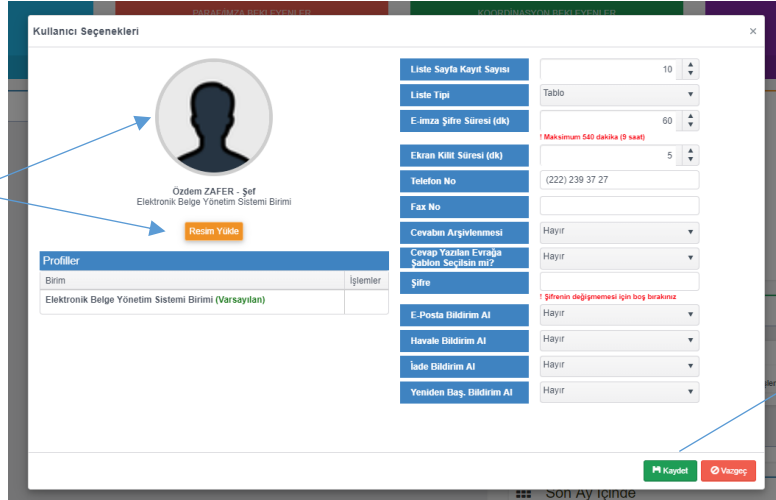 PARAF/İMZA BEKLEYENLER
KOORDİNASYON BEKLEYENLER
Kullanıcı Seçenekleri
×
Özdem ZAFER - Şef
Elektronik Belge Yönetim Sistemi Birimi
Resim Yükle
Profiller
Birim İşlemler
Elektronik Belge Yönetim Sistemi Birimi (Varsayılan)
Liste Sayfa Kayıt Sayısı 10
Liste Tipi Tablo
E-imza Şifre Süresi (dk) 60
! Maksimum 540 dakika (9 saat)
Ekran Kilit Süresi (dk) 5
Telefon No (222) 239 37 27
Fax No
Cevabın Arşivlenmesi Hayır
Cevap Yazılan Evrağa
Şablon Seçilsin mi? Hayır
Şifre
! Şifrenin değişmemesi için boş bırakınız
E-Posta Bildirim Al Hayır
Havale Bildirim Al Hayır
İade Bildirim Al Hayır
Yeniden Baş. Bildirim Al Hayır
Kaydet Vazgeç
Son Ay İçinde